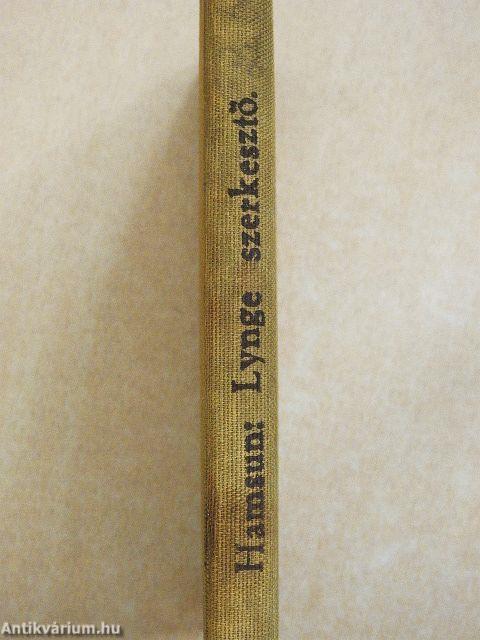 Hamsun: Lynge szerkesztő.
Antikvárium.hu